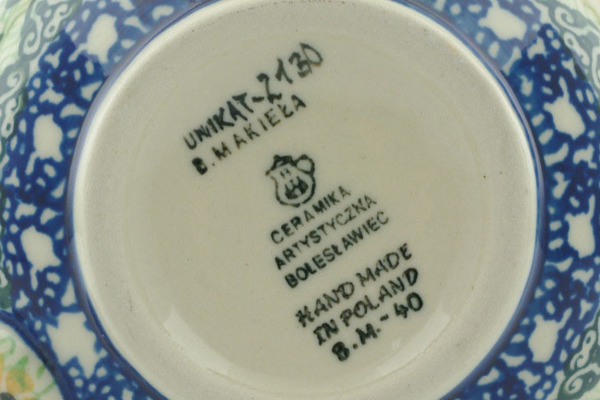 UNIKAT-2130
B. MAKIEŁA
CERAMIKA
ARTYSTYCZNA
BOLESŁAWIEC
HAND MADE
IN POLAND
B.M.-40